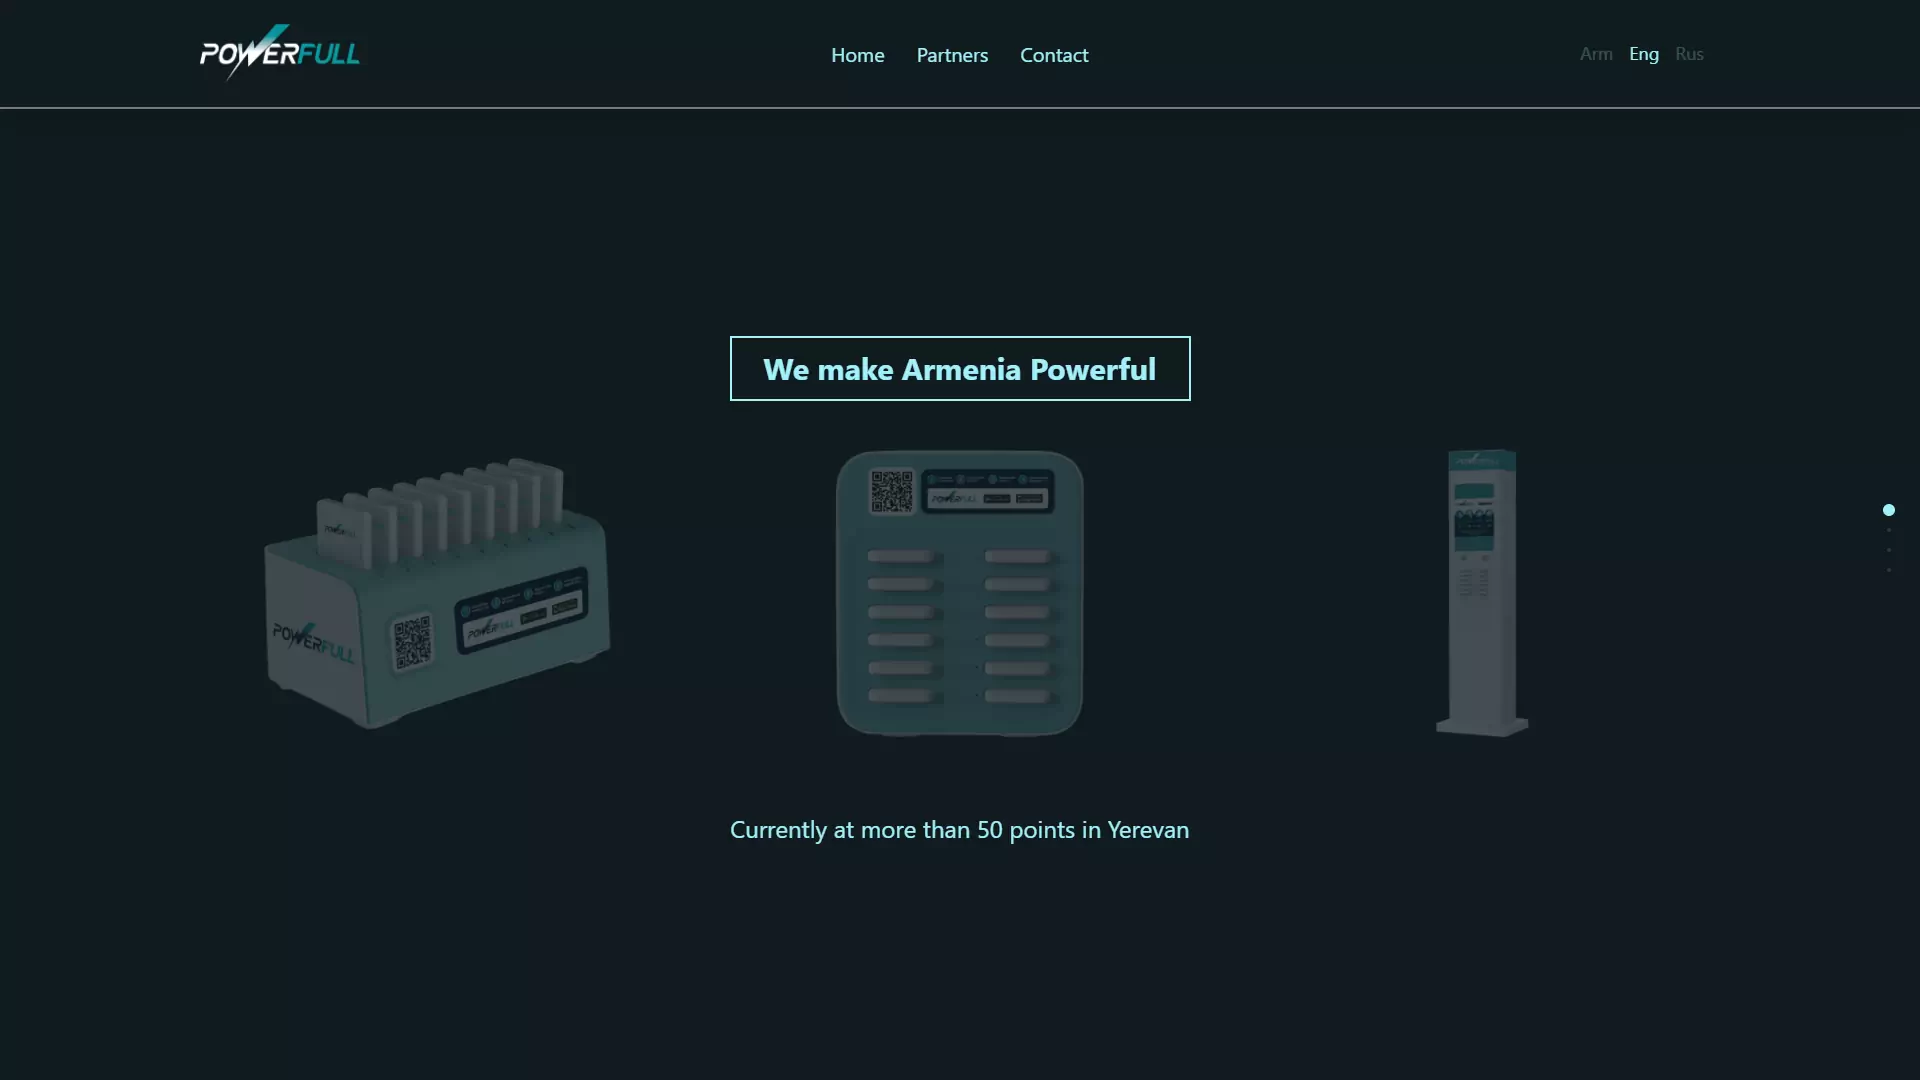 POWERFULL
Home
Partners
Contact
Arm
Eng
Rus
We make Armenia Powerful
POWERFULL
POWERFULL
POWERFULL
Currently at more than 50 points in Yerevan